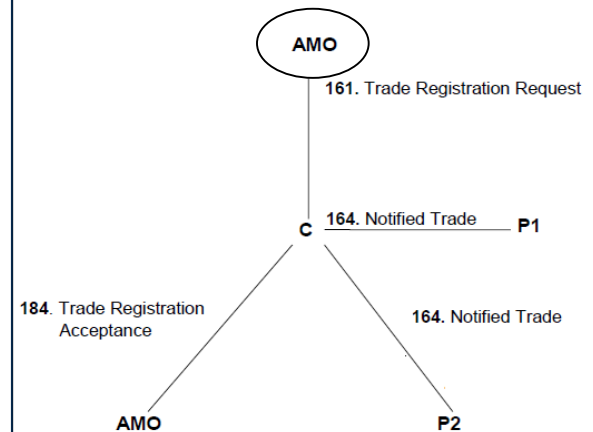 AMO
161. Trade Registration Request
C
164. Notified Trade
P1
184. Trade Registration
Acceptance
164. Notified Trade
AMO
P2